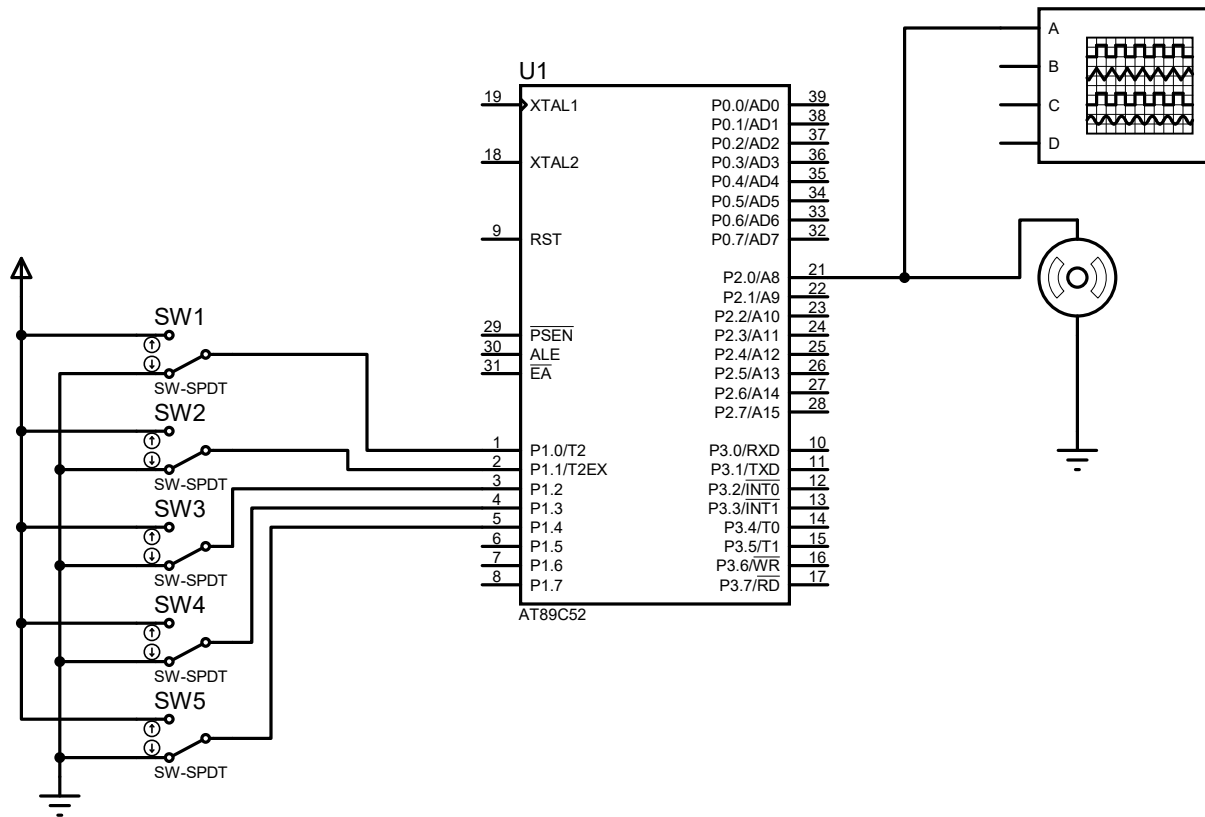 U1
19 XTAL1
18 XTAL2
9 RST
29 PSEN
30 ALE
31 EA
1 P1.0/T2
2 P1.1/T2EX
3 P1.2
4 P1.3
5 P1.4
6 P1.5
7 P1.6
8 P1.7
P0.0/AD0 39
P0.1/AD1 38
P0.2/AD2 37
P0.3/AD3 36
P0.4/AD4 35
P0.5/AD5 34
P0.6/AD6 33
P0.7/AD7 32
P2.0/A8 21
P2.1/A9 22
P2.2/A10 23
P2.3/A11 24
P2.4/A12 25
P2.5/A13 26
P2.6/A14 27
P2.7/A15 28
P3.0/RXD 10
P3.1/TXD 11
P3.2/INT0 12
P3.3/INT1 13
P3.4/T0 14
P3.5/T1 15
P3.6/WR 16
P3.7/RD 17
AT89C52
SW1
SW-SPDT
SW2
SW-SPDT
SW3
SW-SPDT
SW4
SW-SPDT
SW5
SW-SPDT
A
B
C
D